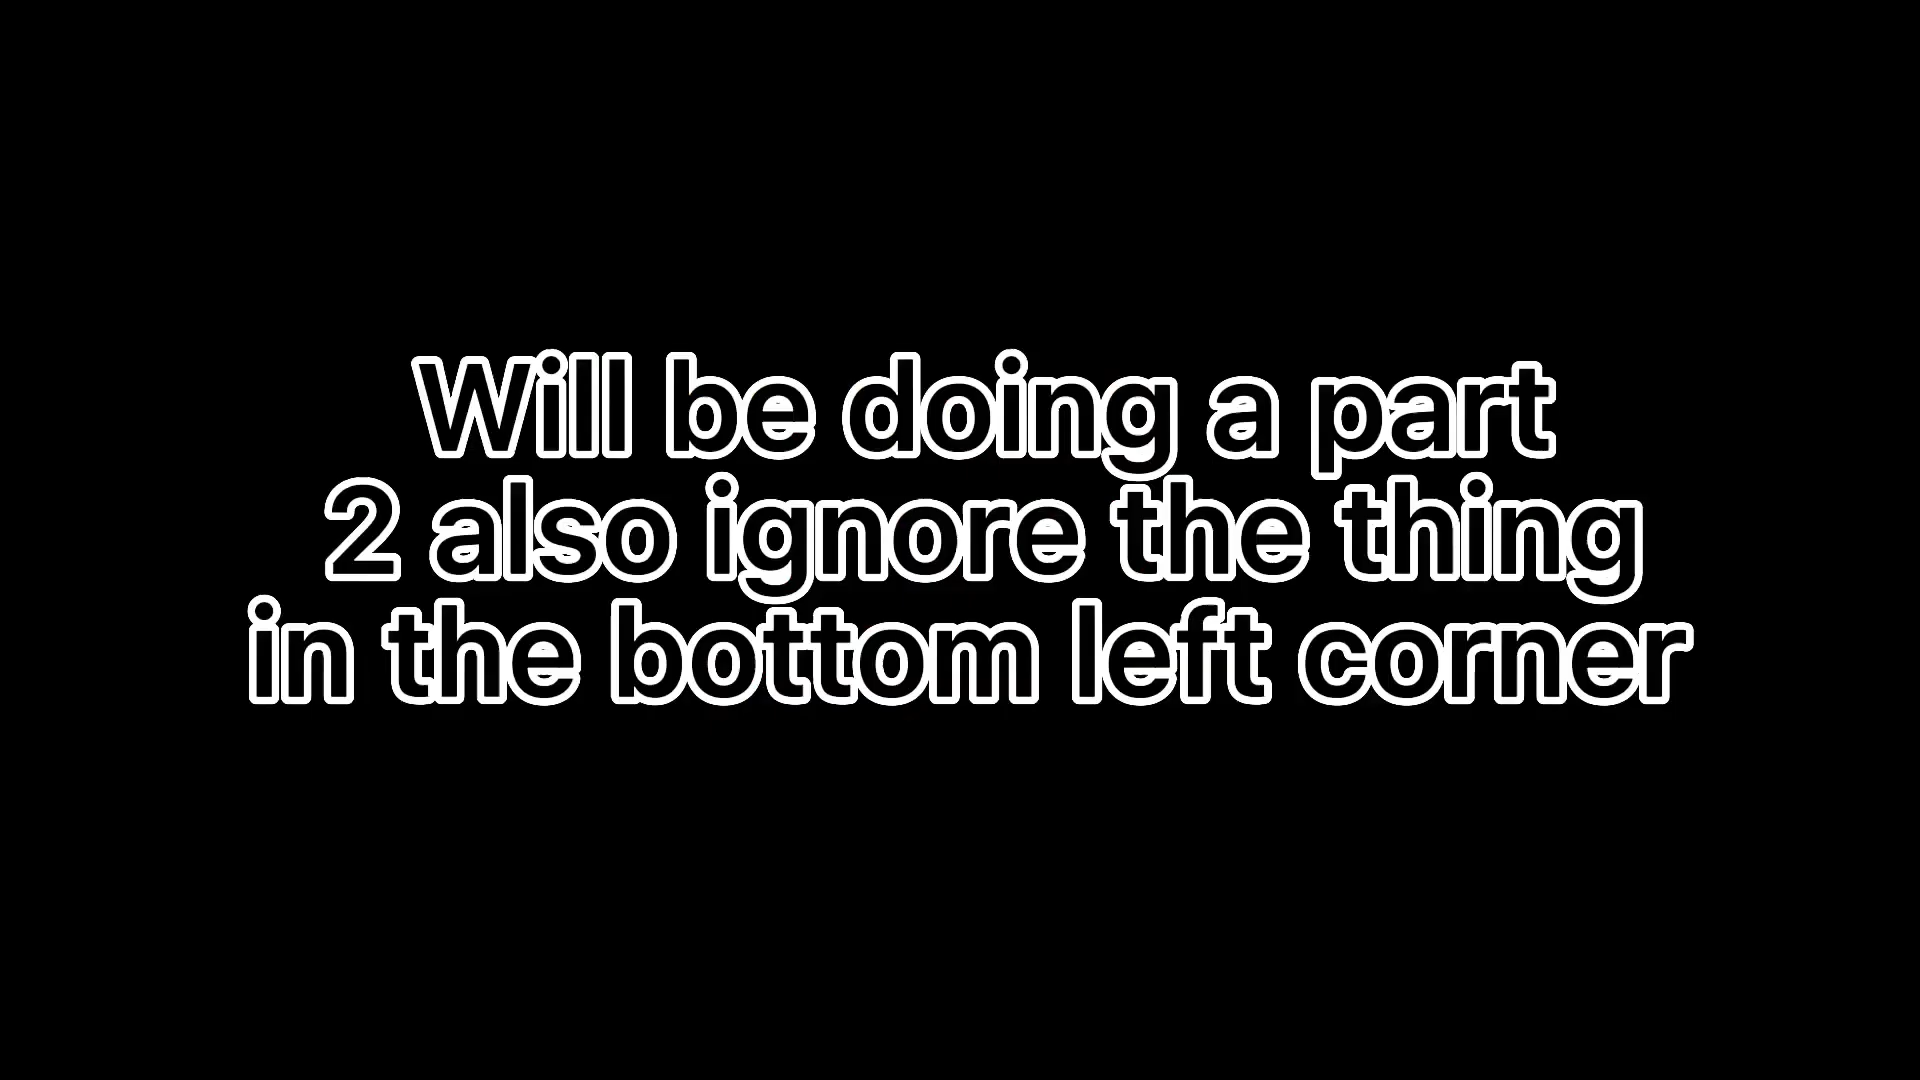 Will be doing a part
2 also ignore the thing
in the bottom left corner